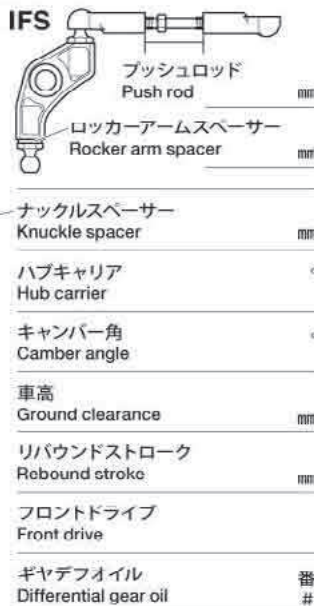 IFS
プッシュロッド
Push rod mm
ロッカーアームスペーサー
Rocker arm spacer mm
ナックルスペーサー
Knuckle spacer mm
ハブキャリア °
Hub carrier
キャンバー角 °
Camber angle
車高
Ground clearance mm
リバウンドストローク
Rebound stroke mm
フロントドライブ
Front drive
ギヤデフオイル 番
Differential gear oil #